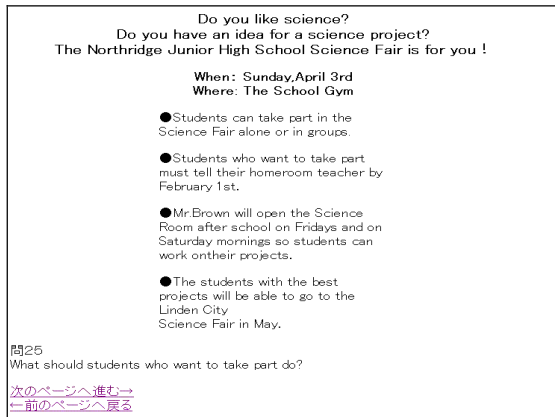 Do you like science?
Do you have an idea for a science project?
The Northridge Junior High School Science Fair is for you！
When: Sunday,April 3rd
Where: The School Gym
●Students can take part in the
Science Fair alone or in groups.
●Students who want to take part
must tell their homeroom teacher by
February 1st.
●Mr.Brown will open the Science
Room after school on Fridays and on
Saturday mornings so students can
work ontheir projects.
●The students with the best
projects will be able to go to the
Linden City
Science Fair in May.
問25
What should students who want to take part do?
次のページへ進む→
←前のページへ戻る